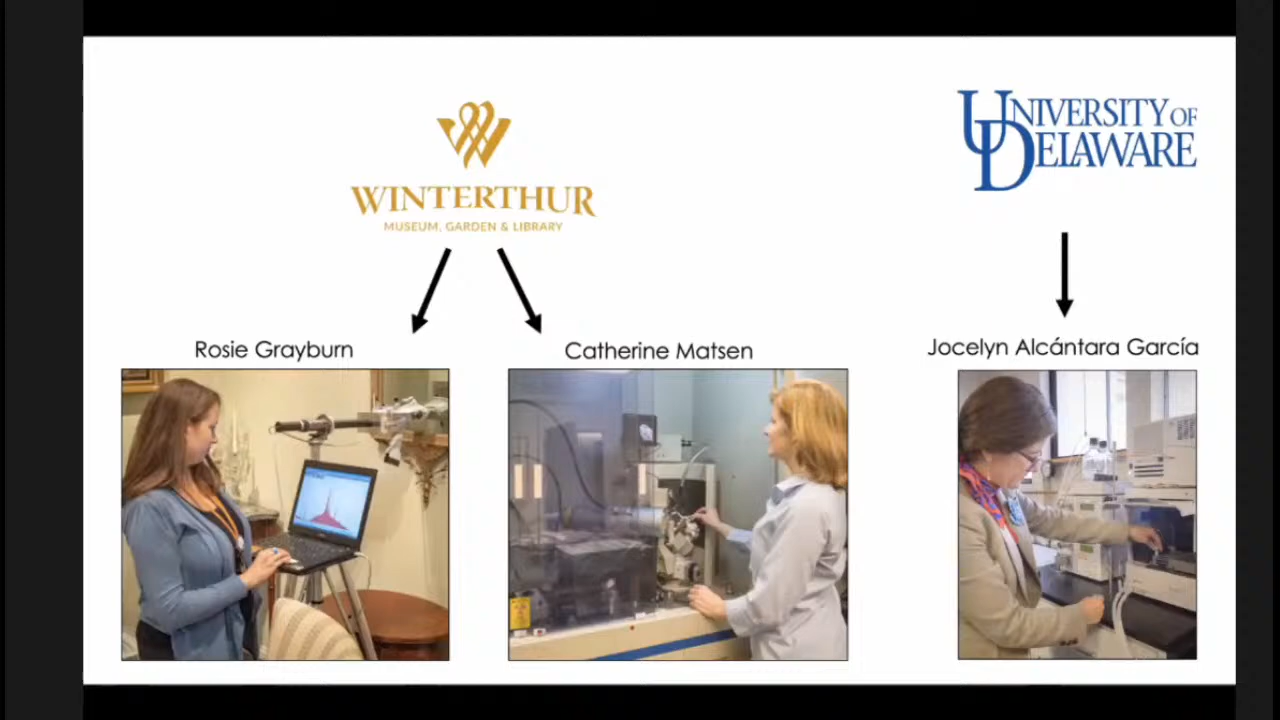 WINTERTHUR
MUSEUM, GARDEN & LIBRARY
UNIVERSITY OF
DELAWARE
Rosie Grayburn
Catherine Matsen
Jocelyn Alcántara García